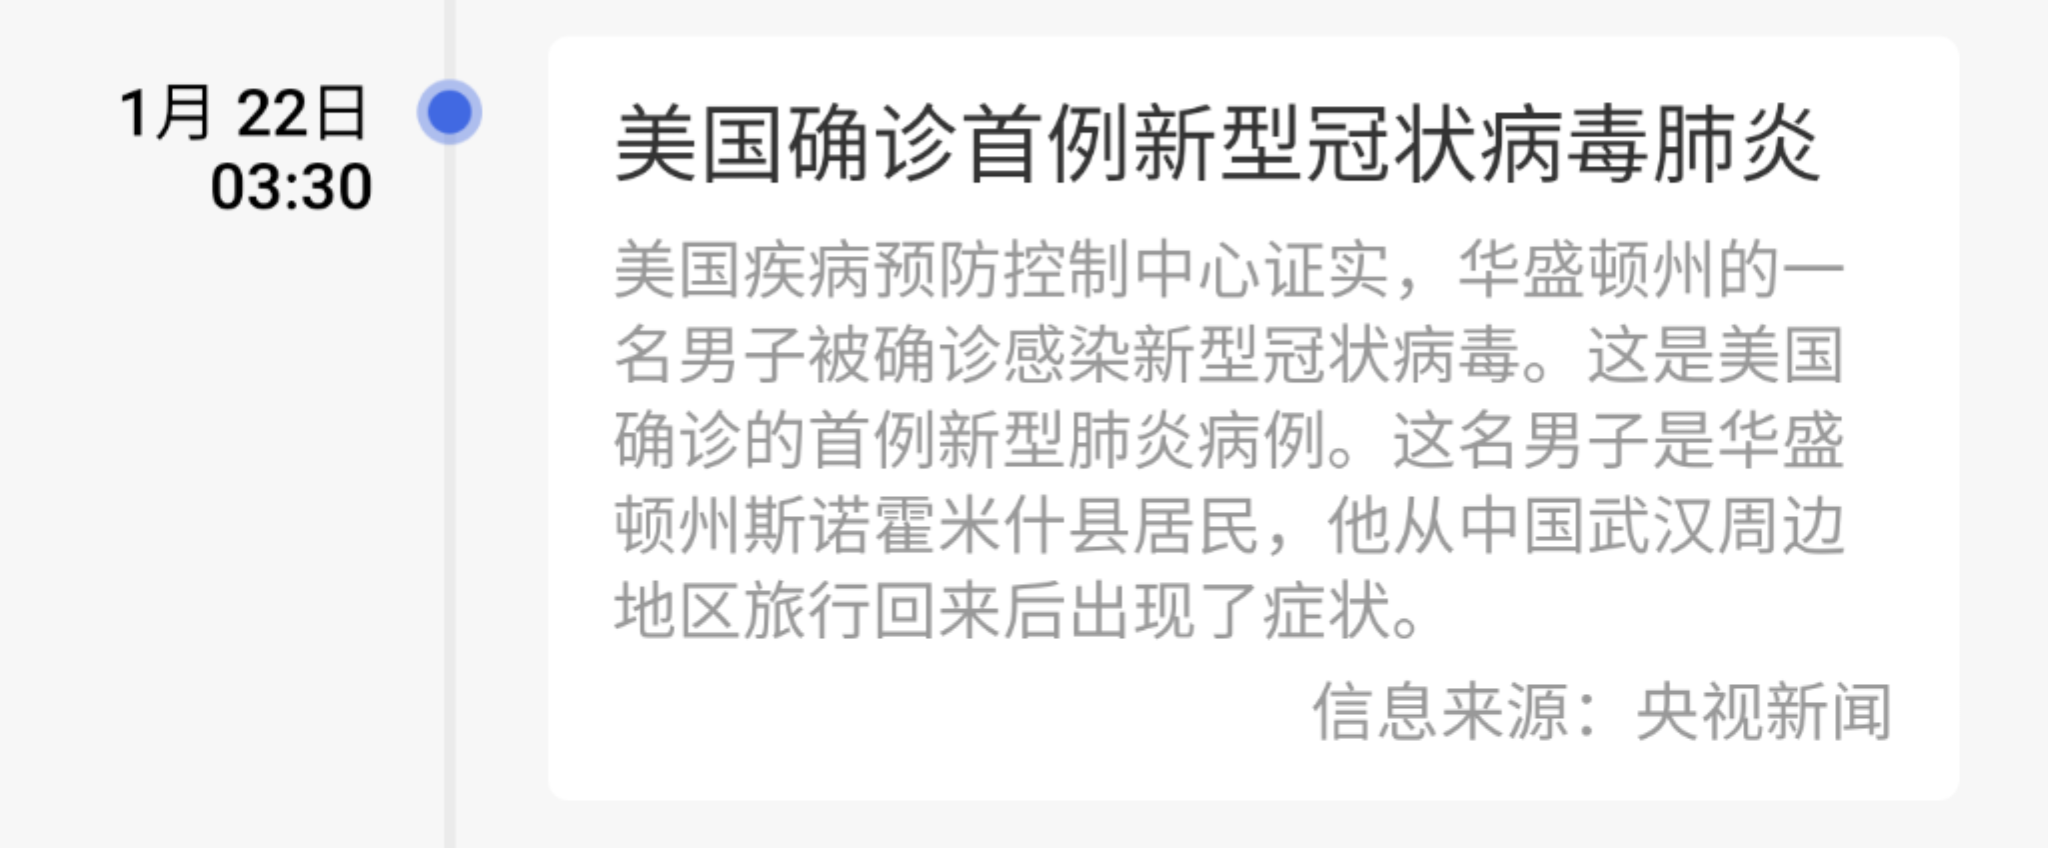 1月 22日
03:30
美国确诊首例新型冠状病毒肺炎
美国疾病预防控制中心证实，华盛顿州的一
名男子被确诊感染新型冠状病毒。这是美国
确诊的首例新型肺炎病例。这名男子是华盛
顿州斯诺霍米什县居民，他从中国武汉周边
地区旅行回来后出现了症状。
信息来源：央视新闻